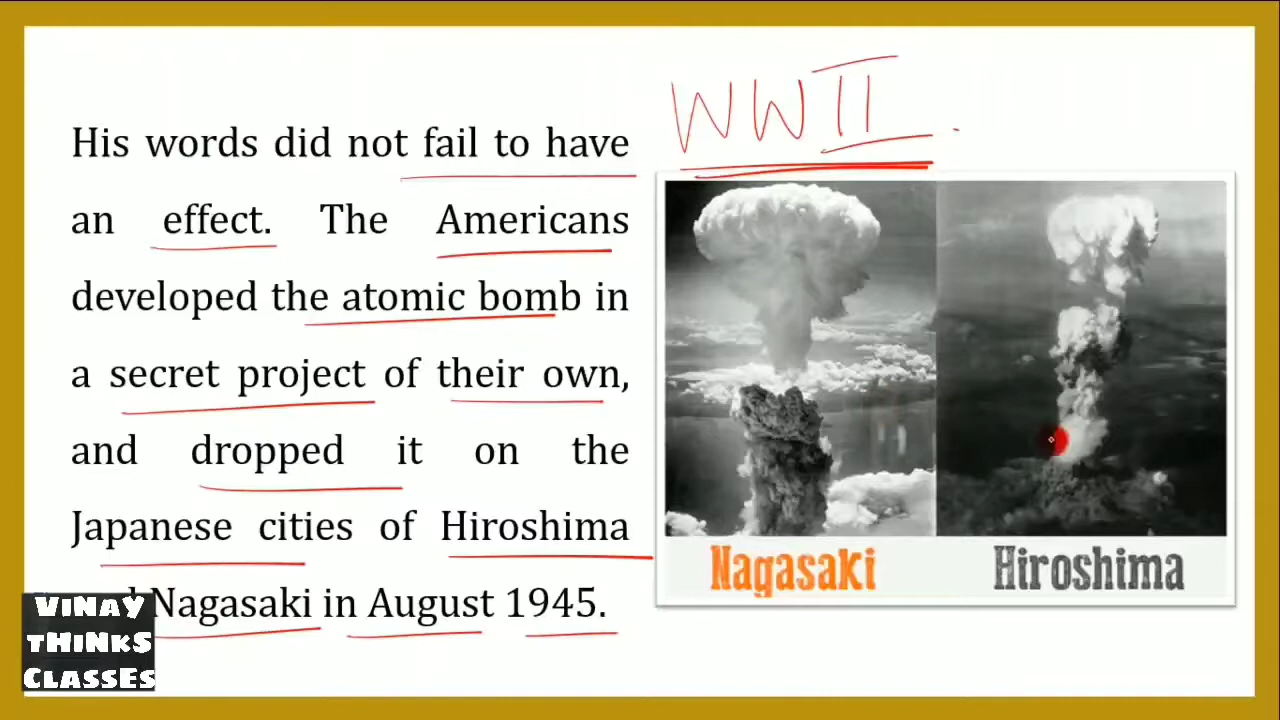 His words did not fail to have
an effect. The Americans
developed the atomic bomb in
a secret project of their own,
and dropped it on the
Japanese cities of Hiroshima
Nagasaki in August 1945.
WWII.
Nagasaki Hiroshima
ViNAY
THiNKS
CLASSES